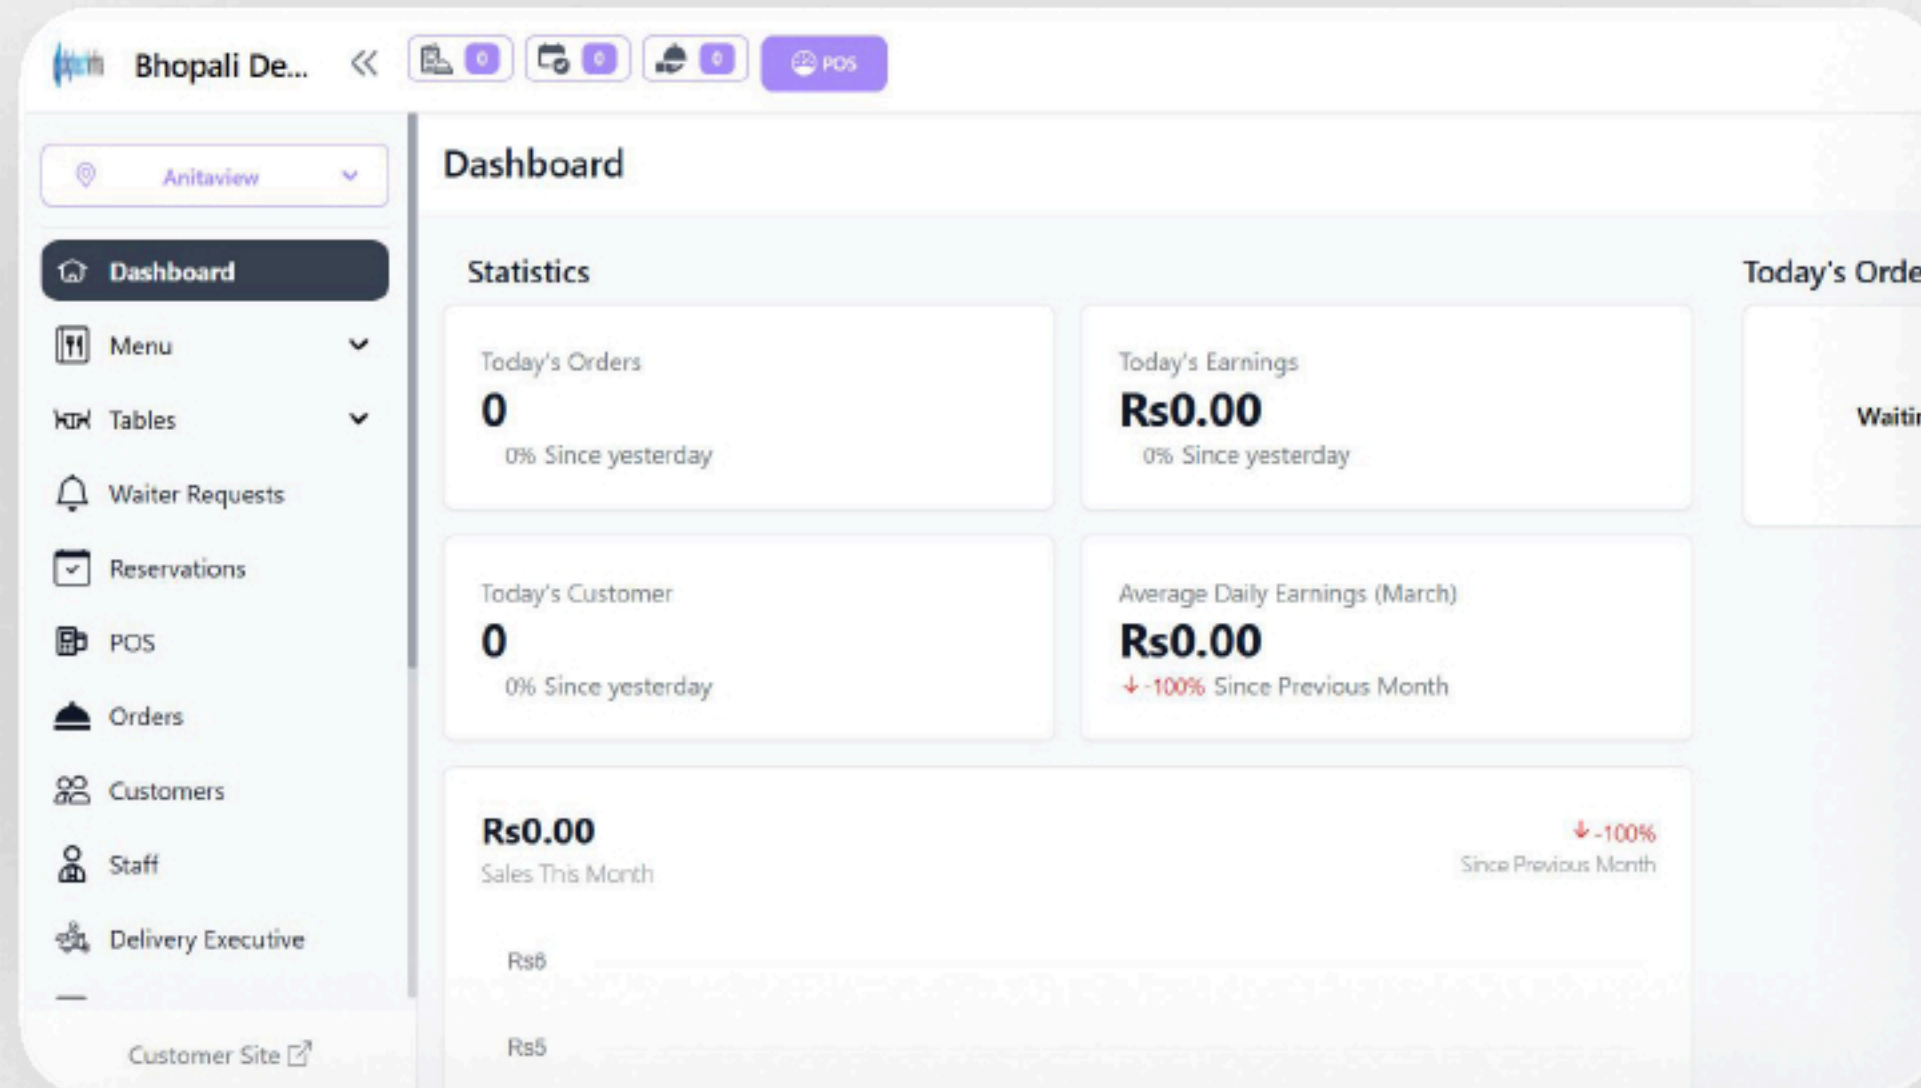 Bhopali De...
0
0
0
POS
Anitaview
Dashboard
Menu
Tables
Waiter Requests
Reservations
POS
Orders
Customers
Staff
Delivery Executive
Customer Site
Dashboard
Statistics
Today's Orders
0
0% Since yesterday
Today's Earnings
Rs0.00
0% Since yesterday
Today's Customer
0
0% Since yesterday
Average Daily Earnings (March)
Rs0.00
-100% Since Previous Month
Rs0.00
Sales This Month
-100%
Since Previous Month
Rs6
Rs5
Today's Orde
Waitin